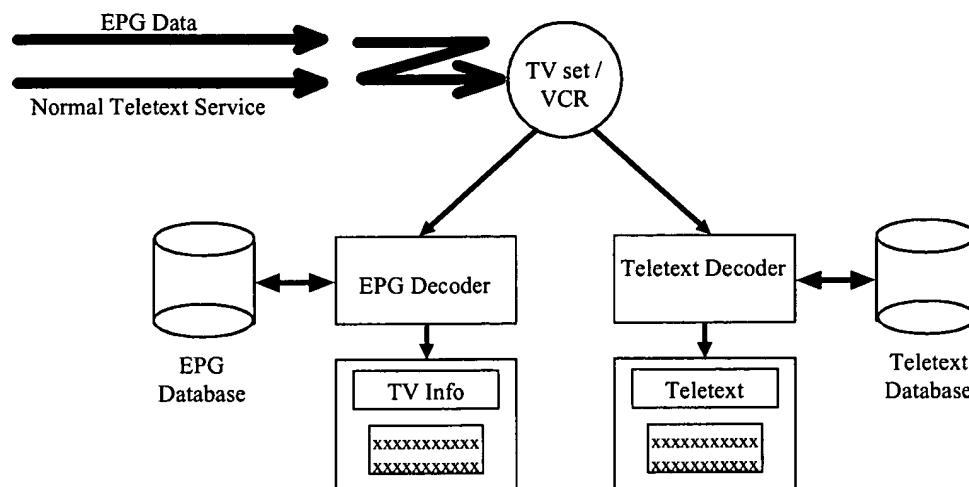 EPG Data
Normal Teletext Service
TV set /
VCR
EPG Decoder
Teletext Decoder
EPG
Database
Teletext
Database
TV Info
xxxxxxxxxxx
xxxxxxxxxxx
Teletext
xxxxxxxxxxx
xxxxxxxxxxx